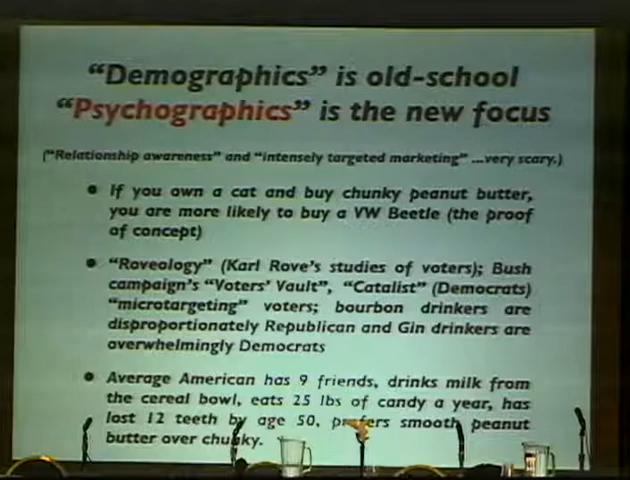 “Demographics” is old-school
“Psychographics” is the new focus
(“Relationship awareness” and “intensely targeted marketing” ...very scary.)
• If you own a cat and buy chunky peanut butter,
you are more likely to buy a VW Beetle (the proof
of concept)
• “Roveology” (Karl Rove’s studies of voters); Bush
campaign’s “Voters’ Vault”, “Catalist” (Democrats)
“microtargeting” voters; bourbon drinkers are
disproportionately Republican and Gin drinkers are
overwhelmingly Democrats
• Average American has 9 friends, drinks milk from
the cereal bowl, eats 25 lbs of candy a year, has
lost 12 teeth by age 50, prefers smooth peanut
butter over chunky.